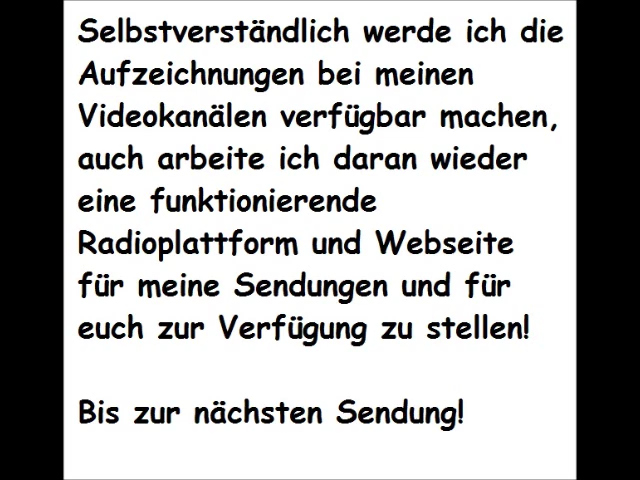 Selbstverständlich werde ich die
Aufzeichnungen bei meinen
Videokanälen verfügbar machen,
auch arbeite ich daran wieder
eine funktionierende
Radioplattform und Webseite
für meine Sendungen und für
euch zur Verfügung zu stellen!
Bis zur nächsten Sendung!